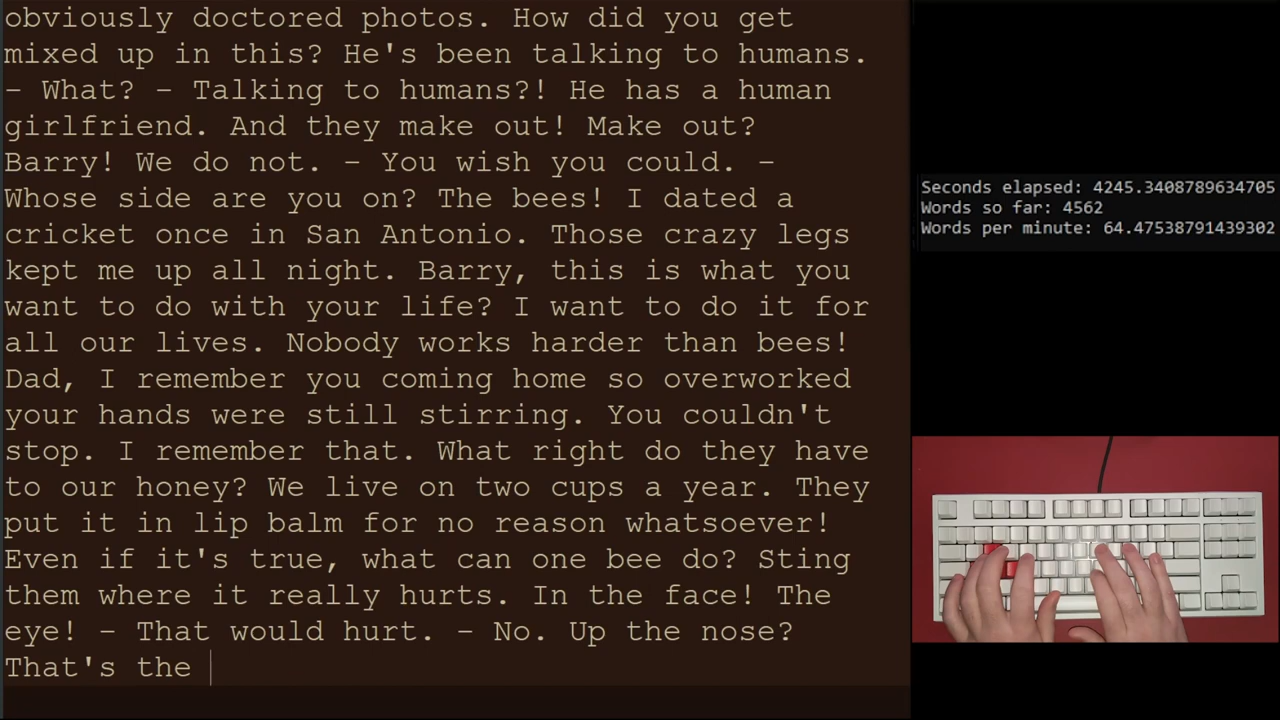 obviously doctored photos. How did you get
mixed up in this? He's been talking to humans.
- What? - Talking to humans?! He has a human
girlfriend. And they make out! Make out?
Barry! We do not. - You wish you could. -
Whose side are you on? The bees! I dated a
cricket once in San Antonio. Those crazy legs
kept me up all night. Barry, this is what you
want to do with your life? I want to do it for
all our lives. Nobody works harder than bees!
Dad, I remember you coming home so overworked
your hands were still stirring. You couldn't
stop. I remember that. What right do they have
to our honey? We live on two cups a year. They
put it in lip balm for no reason whatsoever!
Even if it's true, what can one bee do? Sting
them where it really hurts. In the face! The
eye! - That would hurt. - No. Up the nose?
That's the
Seconds elapsed: 4245.3408789634705
Words so far: 4562
Words per minute: 64.47538791439302